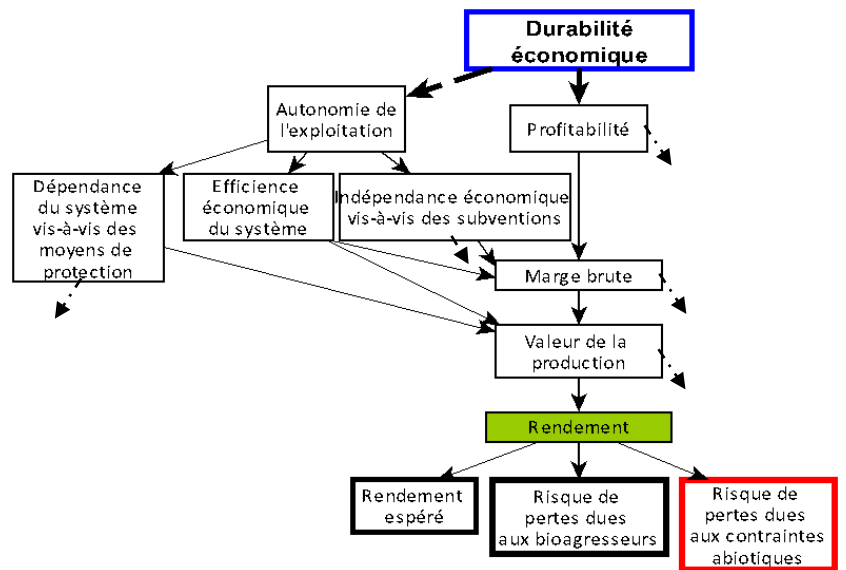 Durabilité
économique
Autonomie de
l'exploitation
Profitabilité
Dépendance
du système
vis-à-vis des
moyens de
protection
Efficience
économique
du système
Indépendance économique
vis-à-vis des subventions
Marge brute
Valeur de la
production
Rendement
Rendement
espéré
Risque de
pertes dues
aux bioagresseurs
Risque de
pertes dues
aux contraintes
abiotiques